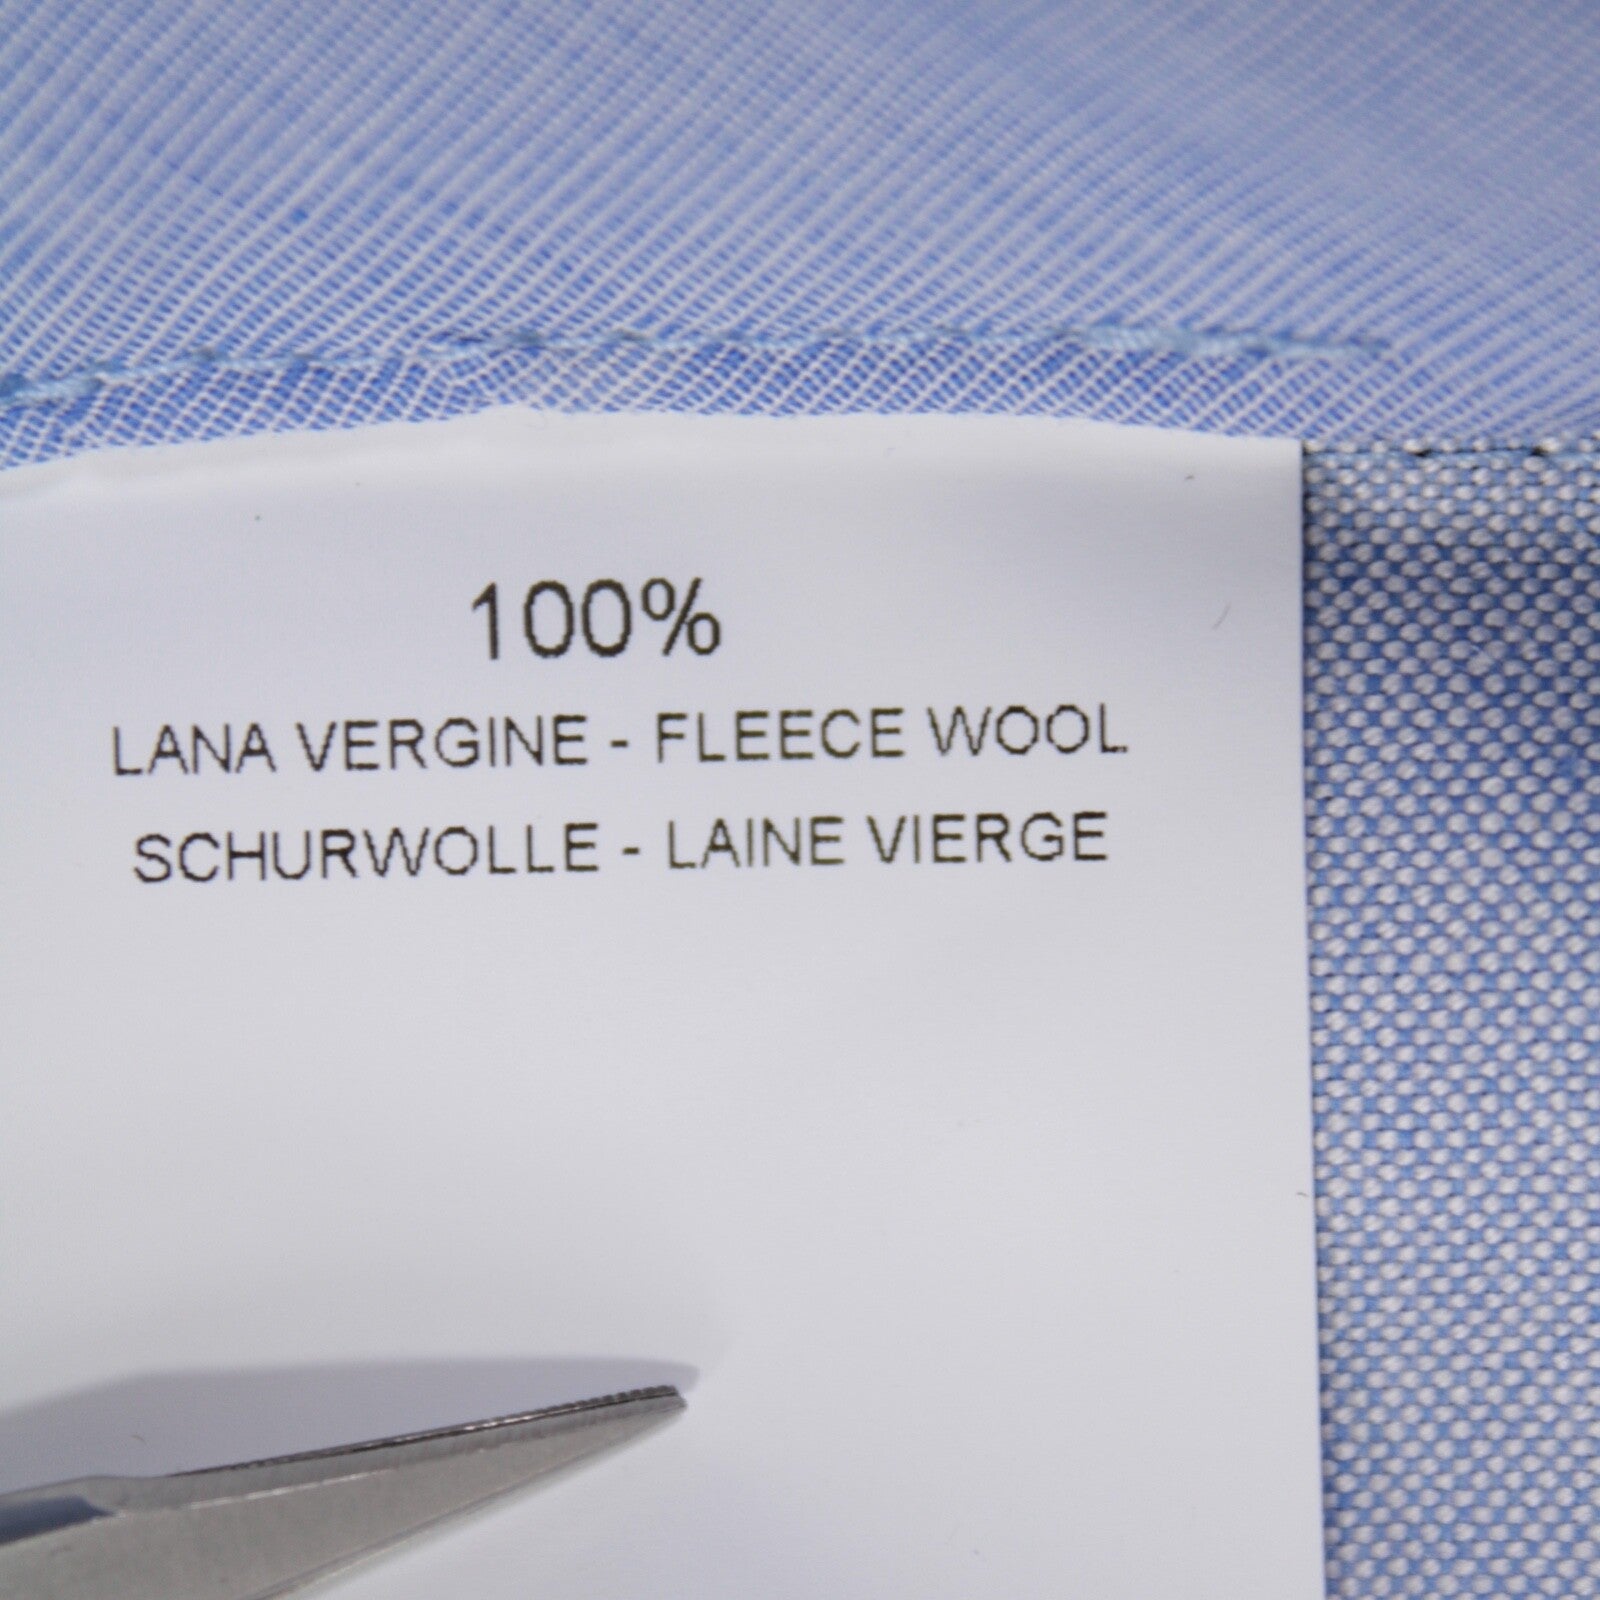 100%
LANA VERGINE - FLEECE WOOL
SCHURWOLLE - LAINE VIERGE